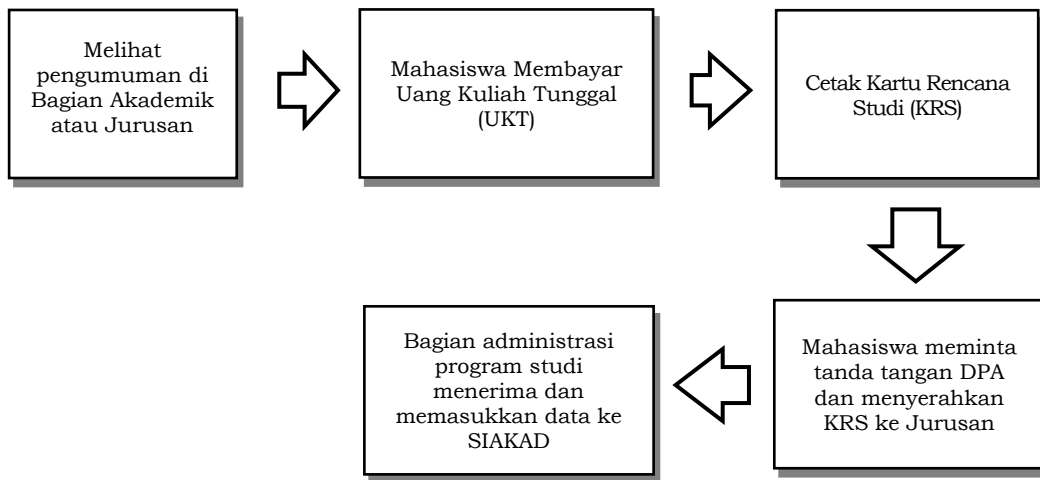 Melihat
pengumuman di
Bagian Akademik
atau Jurusan
Mahasiswa Membayar
Uang Kuliah Tunggal
(UKT)
Cetak Kartu Rencana
Studi (KRS)
Mahasiswa meminta
tanda tangan DPA
dan menyerahkan
KRS ke Jurusan
Bagian administrasi
program studi
menerima dan
memasukkan data ke
SIAKAD